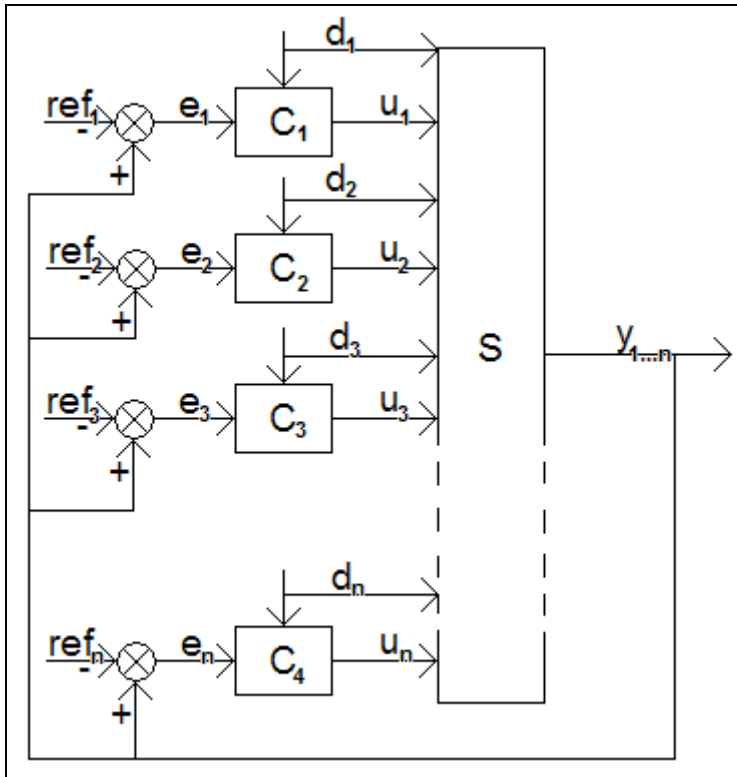 d₁
ref₁ e₁ C₁ u₁
- +
d₂
ref₂ e₂ C₂ u₂
- +
d₃ S y₁...ₙ
ref₃ e₃ C₃ u₃
- +
dₙ
refₙ eₙ C₄ uₙ
- +